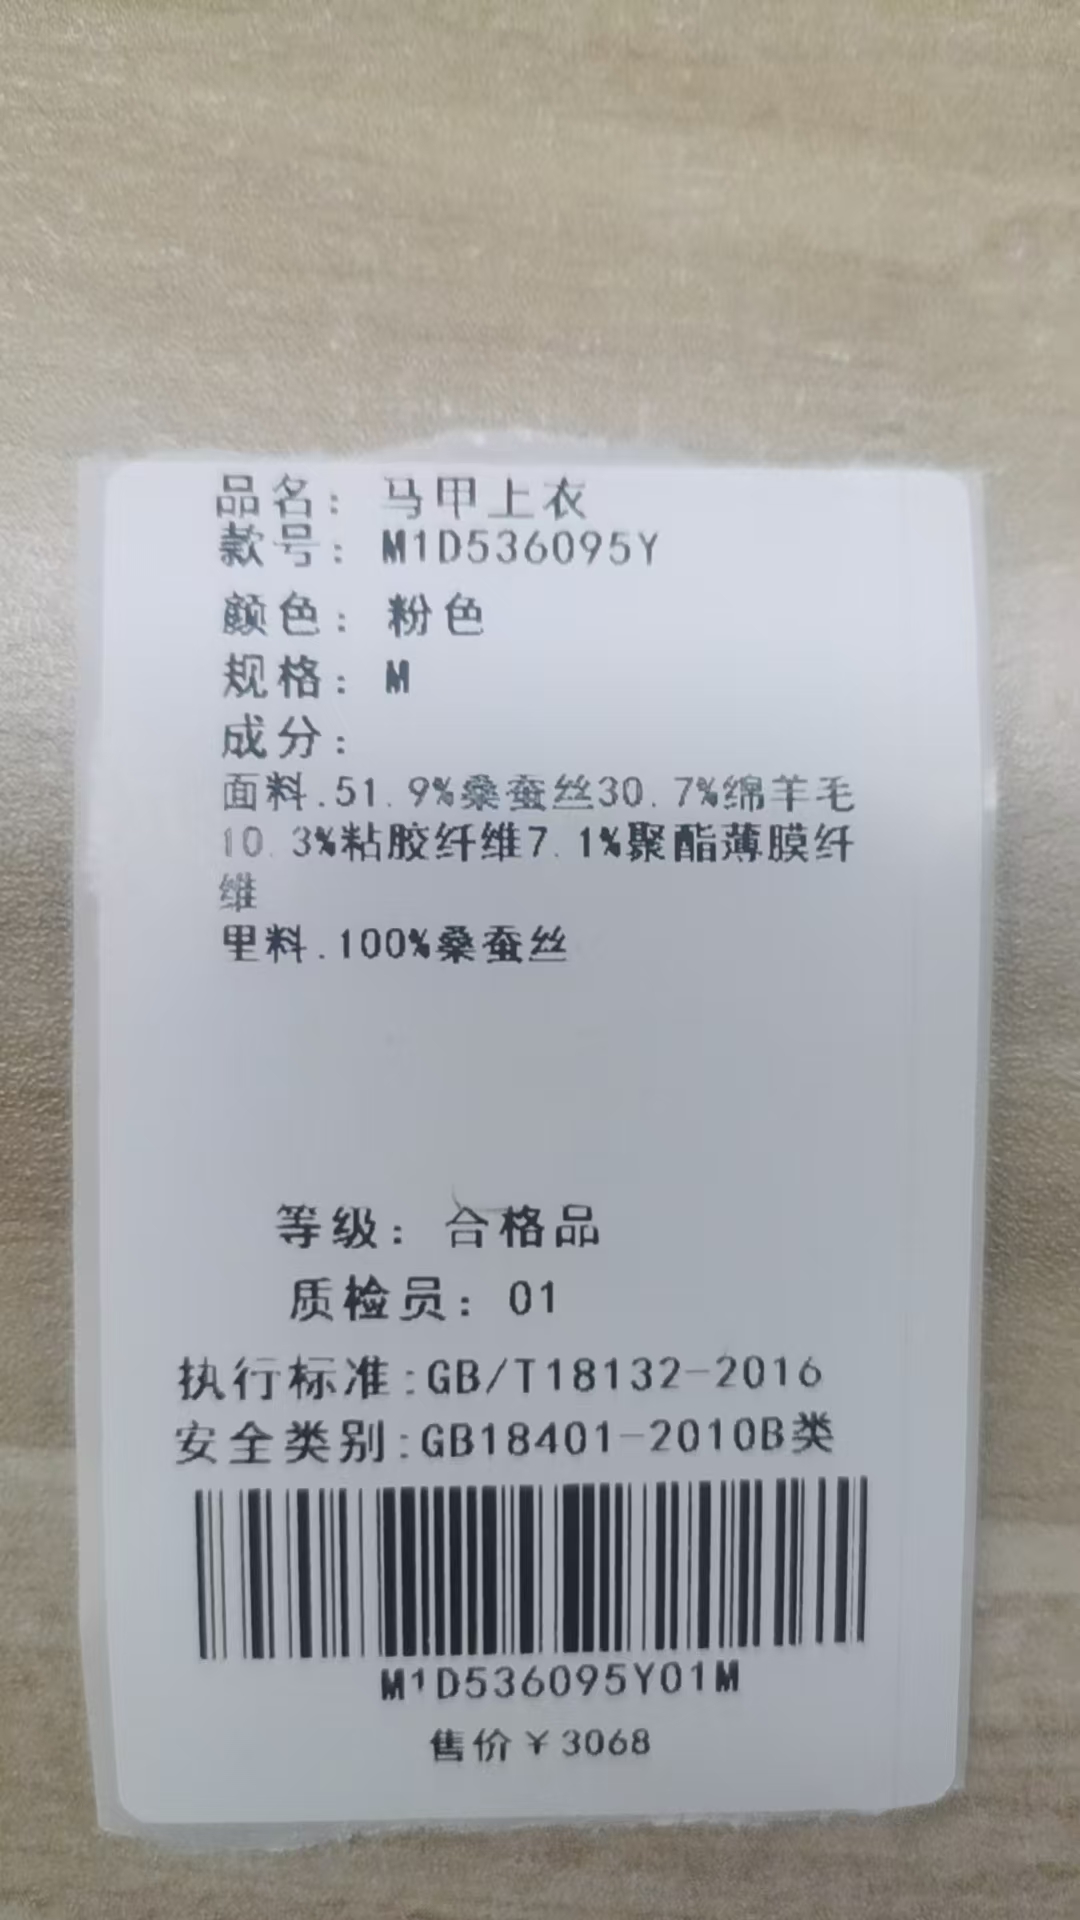 品名： 马甲上衣
款号： M1D536095Y
颜色： 粉色
规格： M
成分：
面料.51.9%桑蚕丝30.7%绵羊毛
10.3%粘胶纤维7.1%聚酯薄膜纤
维
里料.100%桑蚕丝
等级： 合格品
质检员： 01
执行标准:GB/T18132-2016
安全类别:GB18401-2010B类
M1D536095Y01M
售价￥3068